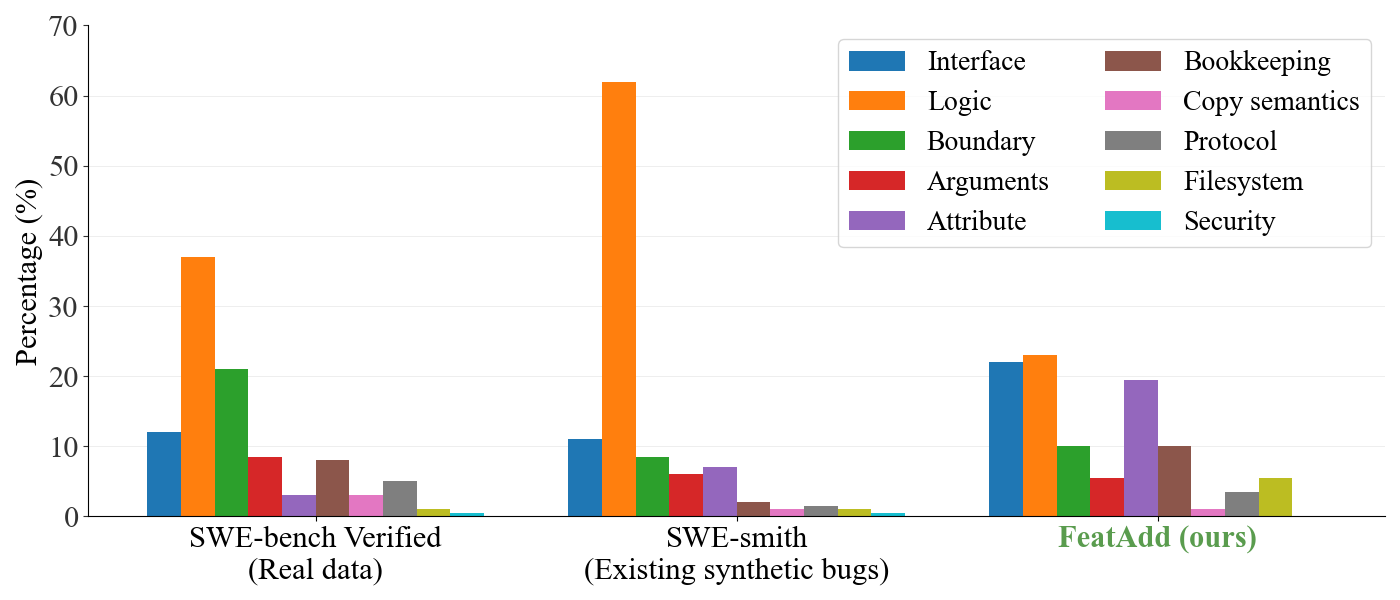 70
60
50
40
30
20
10
0
Percentage (%)
Interface
Logic
Boundary
Arguments
Attribute
Bookkeeping
Copy semantics
Protocol
Filesystem
Security
SWE-bench Verified
(Real data)
SWE-smith
(Existing synthetic bugs)
FeatAdd (ours)